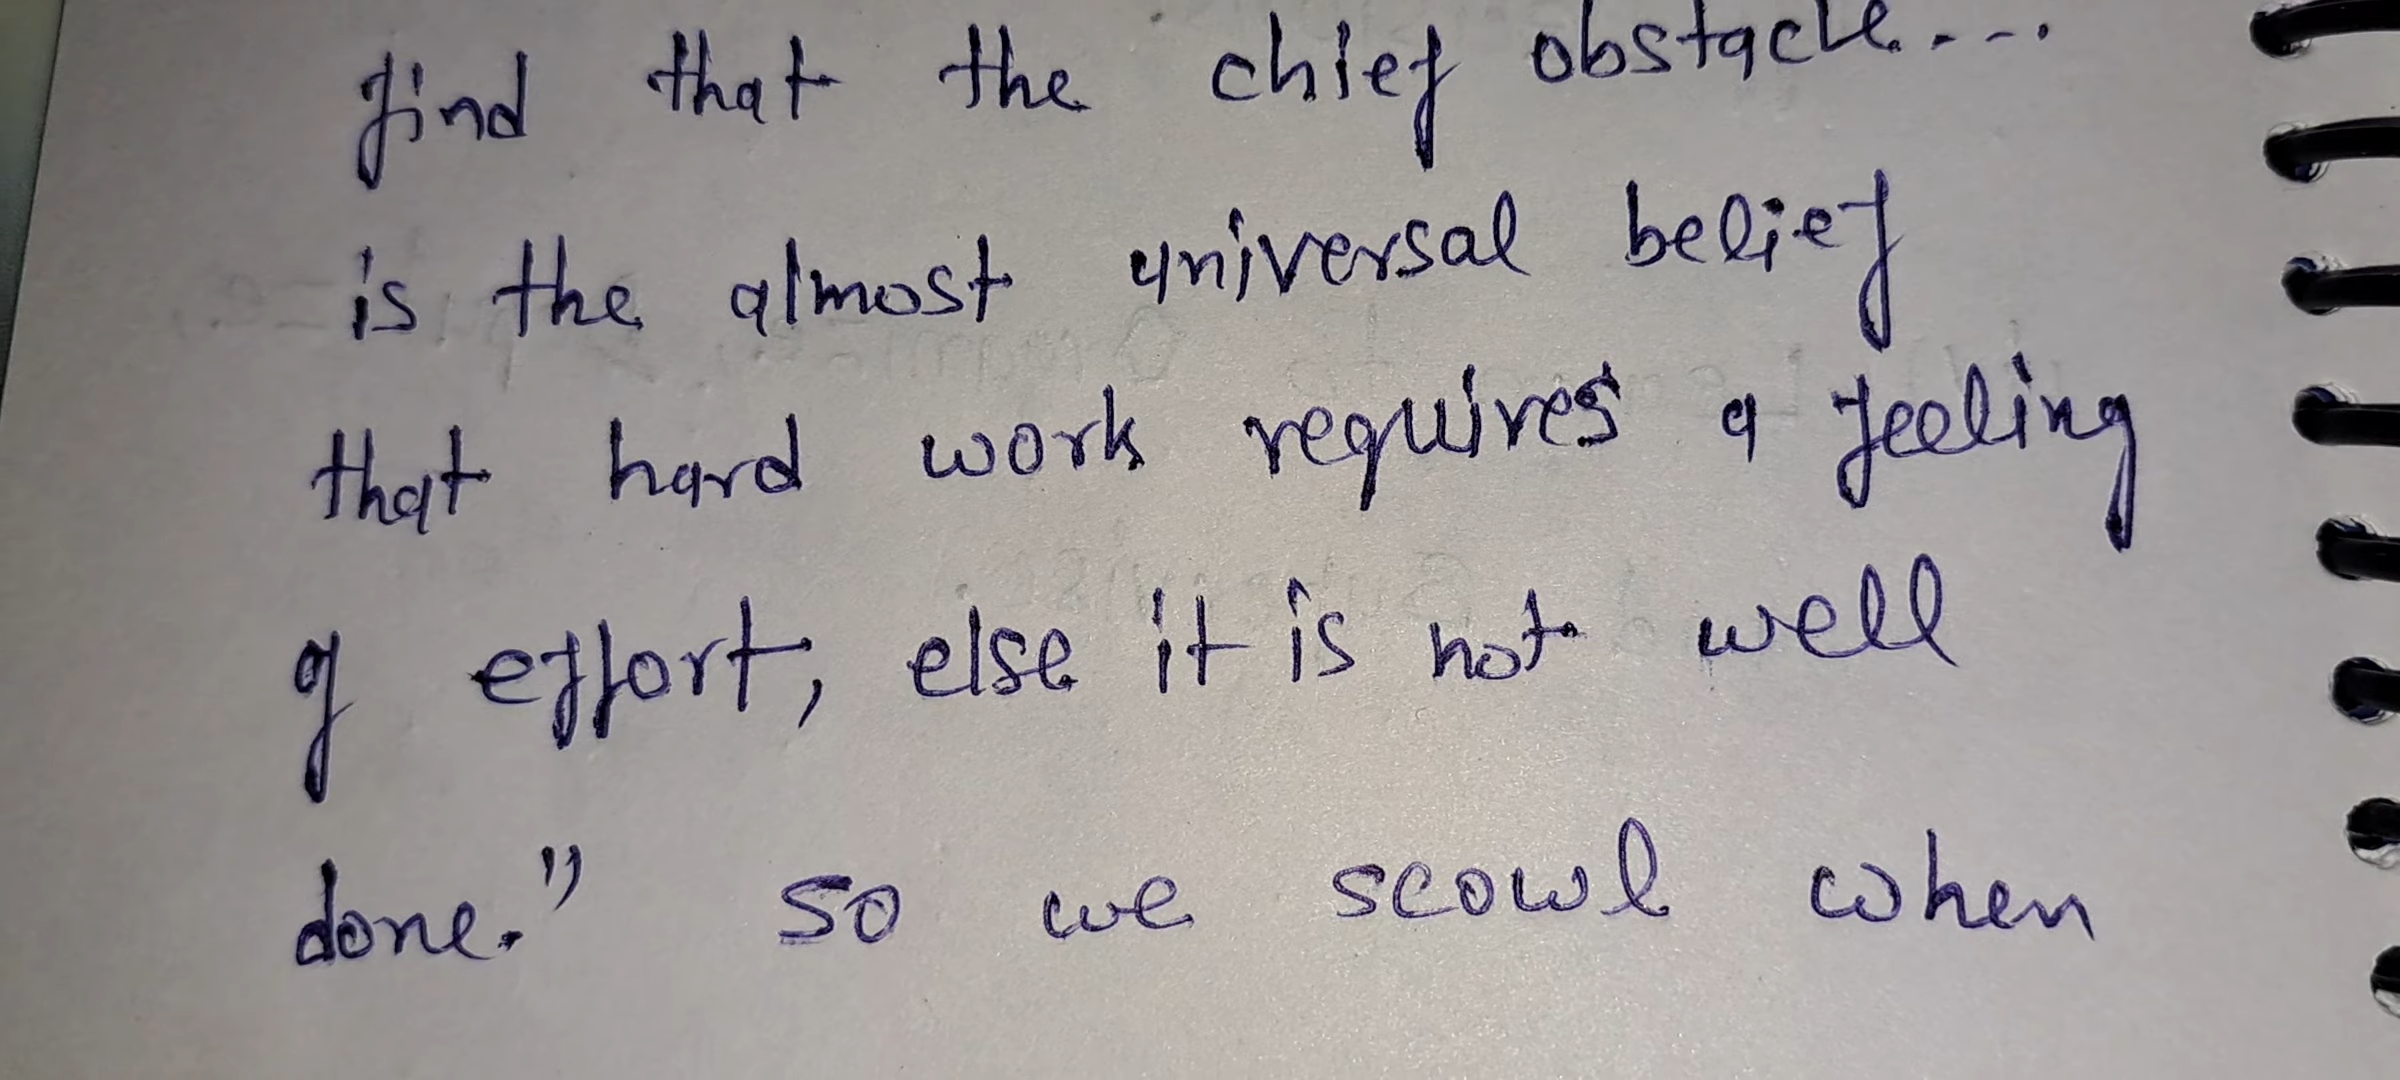 find that the chief obstacle....
is the almost universal belief
that hard work requires a feeling
of effort, else it is not well
done." so we scowl when